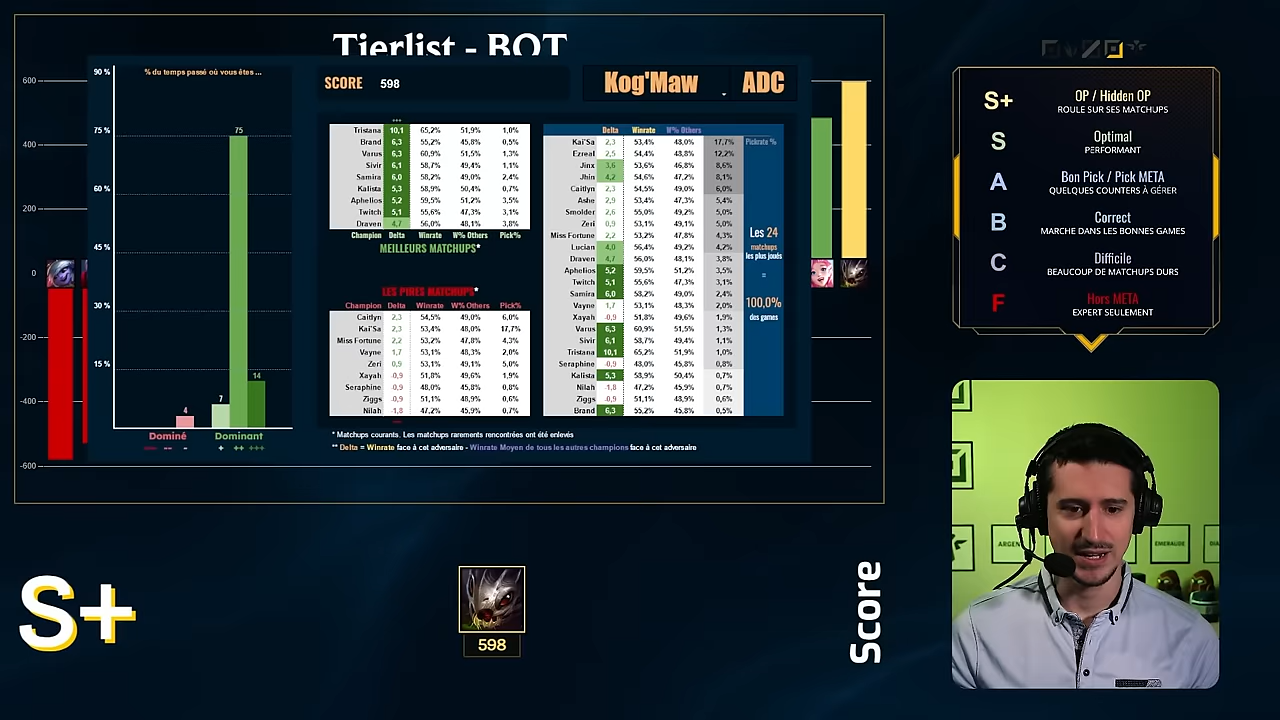 Tierlist - BOT
600
400
200
0
-200
-400
-600
90 %
75 %
60 %
45 %
30 %
15 %
% du temps passé où vous êtes ...
4
7
75
14
Dominé
Dominant
--- -- -
+ ++ +++
SCORE 598
Kog'Maw ADC
Tristana 10,1 65,2% 51,9% 1,0%
Brand 6,3 55,2% 45,8% 0,5%
Varus 6,3 60,9% 51,5% 1,3%
Sivir 6,1 58,7% 49,4% 1,1%
Samira 6,0 58,2% 49,0% 2,4%
Kalista 5,3 58,9% 50,4% 0,7%
Aphelios 5,2 59,5% 51,2% 3,5%
Twitch 5,1 55,6% 47,3% 3,1%
Draven 4,7 56,0% 48,1% 3,8%
Champion Delta Winrate W% Others Pick%
MEILLEURS MATCHUPS*
LES PIRES MATCHUPS*
Champion Delta Winrate W% Others Pick%
Caitlyn 2,3 54,5% 49,0% 6,0%
Kai'Sa 2,3 53,4% 48,0% 17,7%
Miss Fortune 2,2 53,2% 47,8% 4,3%
Vayne 1,7 53,1% 48,3% 2,0%
Zeri 0,9 53,1% 49,1% 5,0%
Xayah -0,9 51,8% 49,6% 1,9%
Seraphine -0,9 48,0% 45,8% 0,8%
Ziggs -0,9 51,1% 48,9% 0,6%
Nilah -1,8 47,2% 45,9% 0,7%
Delta Winrate W% Others
Pickrate %
Kai'Sa 2,3 53,4% 48,0% 17,7%
Ezreal 2,5 54,4% 48,8% 12,2%
Jinx 3,6 53,6% 46,8% 8,6%
Jhin 4,2 54,6% 47,2% 8,1%
Caitlyn 2,3 54,5% 49,0% 6,0%
Ashe 2,9 53,4% 47,3% 5,4%
Smolder 2,6 55,0% 49,2% 5,0%
Zeri 0,9 53,1% 49,1% 5,0%
Miss Fortune 2,2 53,2% 47,8% 4,3%
Lucian 4,0 56,4% 49,2% 4,2%
Draven 4,7 56,0% 48,1% 3,8%
Aphelios 5,2 59,5% 51,2% 3,5%
Twitch 5,1 55,6% 47,3% 3,1%
Samira 6,0 58,2% 49,0% 2,4%
Vayne 1,7 53,1% 48,3% 2,0%
Xayah -0,9 51,8% 49,6% 1,9%
Varus 6,3 60,9% 51,5% 1,3%
Sivir 6,1 58,7% 49,4% 1,1%
Tristana 10,1 65,2% 51,9% 1,0%
Seraphine -0,9 48,0% 45,8% 0,8%
Kalista 5,3 58,9% 50,4% 0,7%
Nilah -1,8 47,2% 45,9% 0,7%
Ziggs -0,9 51,1% 48,9% 0,6%
Brand 6,3 55,2% 45,8% 0,5%
Les 24
matchups
les plus joués
=
100,0%
des games
* Matchups courants. Les matchups rarements rencontrées ont été enlevés
** Delta = Winrate face à cet adversaire - Winrate Moyen de tous les autres champions face à cet adversaire
S+
598
Score
S+ OP / Hidden OP
ROULE SUR SES MATCHUPS
S Optimal
PERFORMANT
A Bon Pick / Pick META
QUELQUES COUNTERS À GÉRER
B Correct
MARCHE DANS LES BONNES GAMES
C Difficile
BEAUCOUP DE MATCHUPS DURS
F Hors META
EXPERT SEULEMENT
EMERAUDE